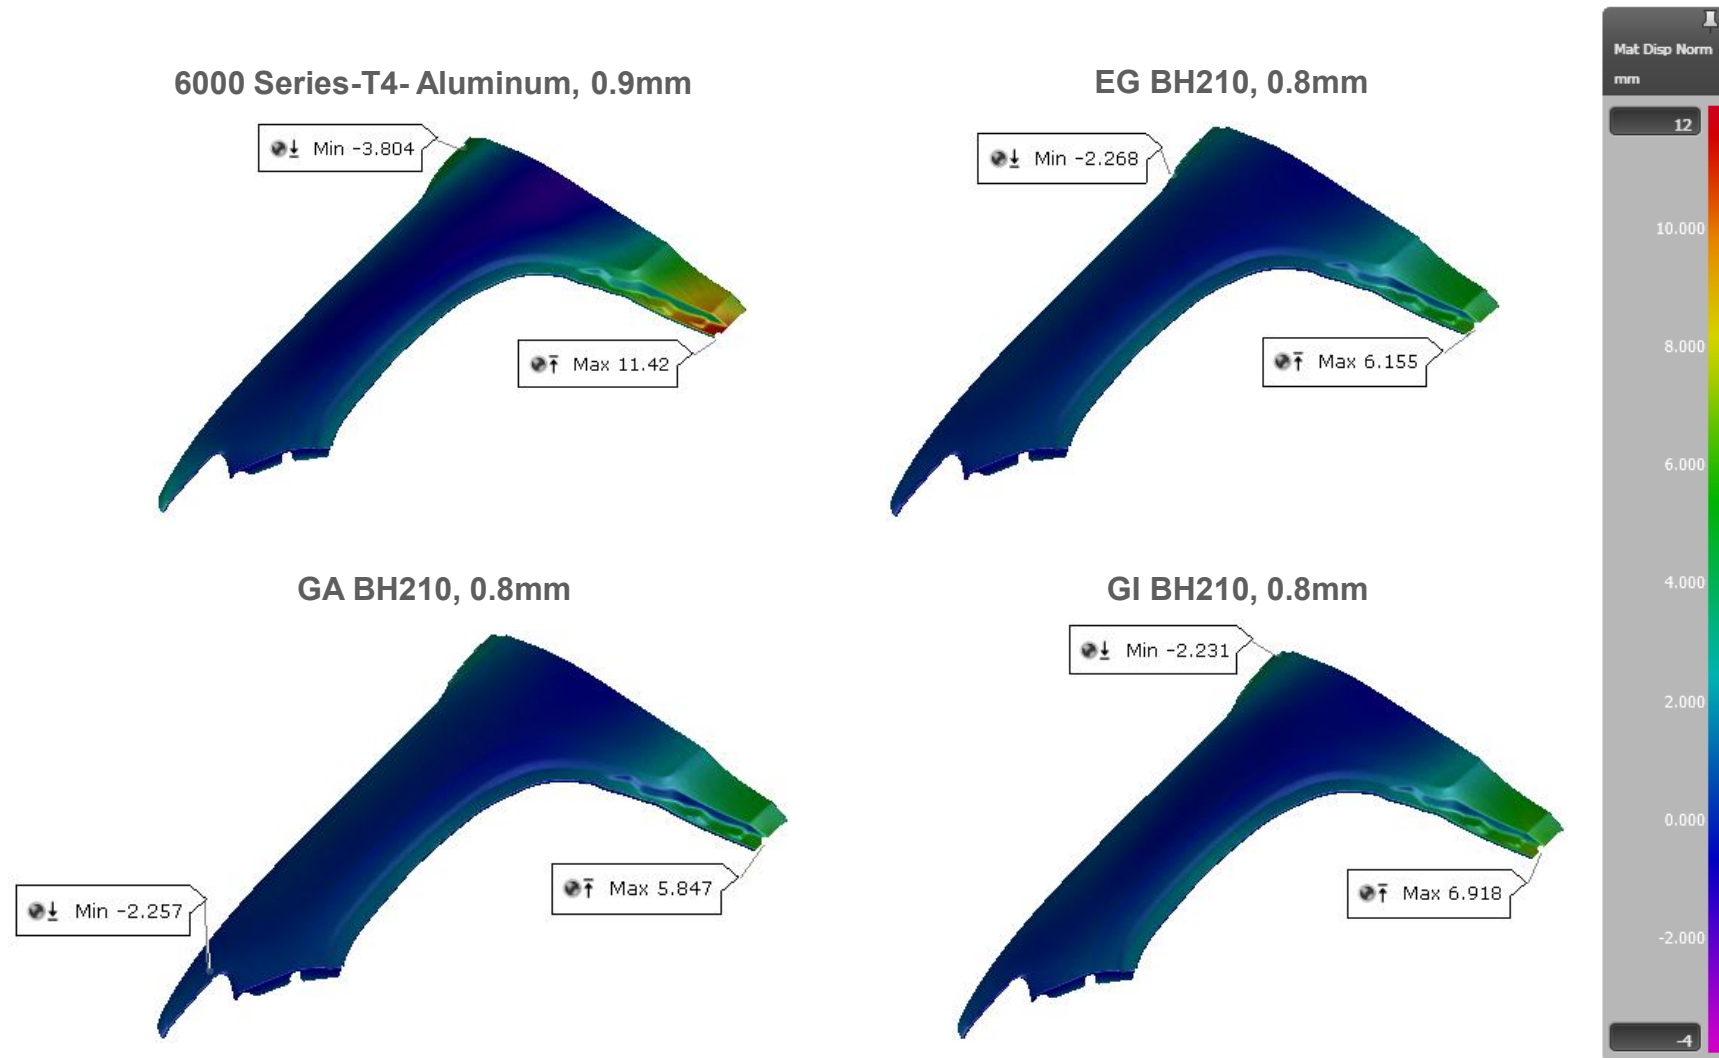 6000 Series-T4- Aluminum, 0.9mm
Min -3.804
Max 11.42
EG BH210, 0.8mm
Min -2.268
Max 6.155
GA BH210, 0.8mm
Min -2.257
Max 5.847
GI BH210, 0.8mm
Min -2.231
Max 6.918
Mat Disp Norm
mm
12
10.000
8.000
6.000
4.000
2.000
0.000
-2.000
-4